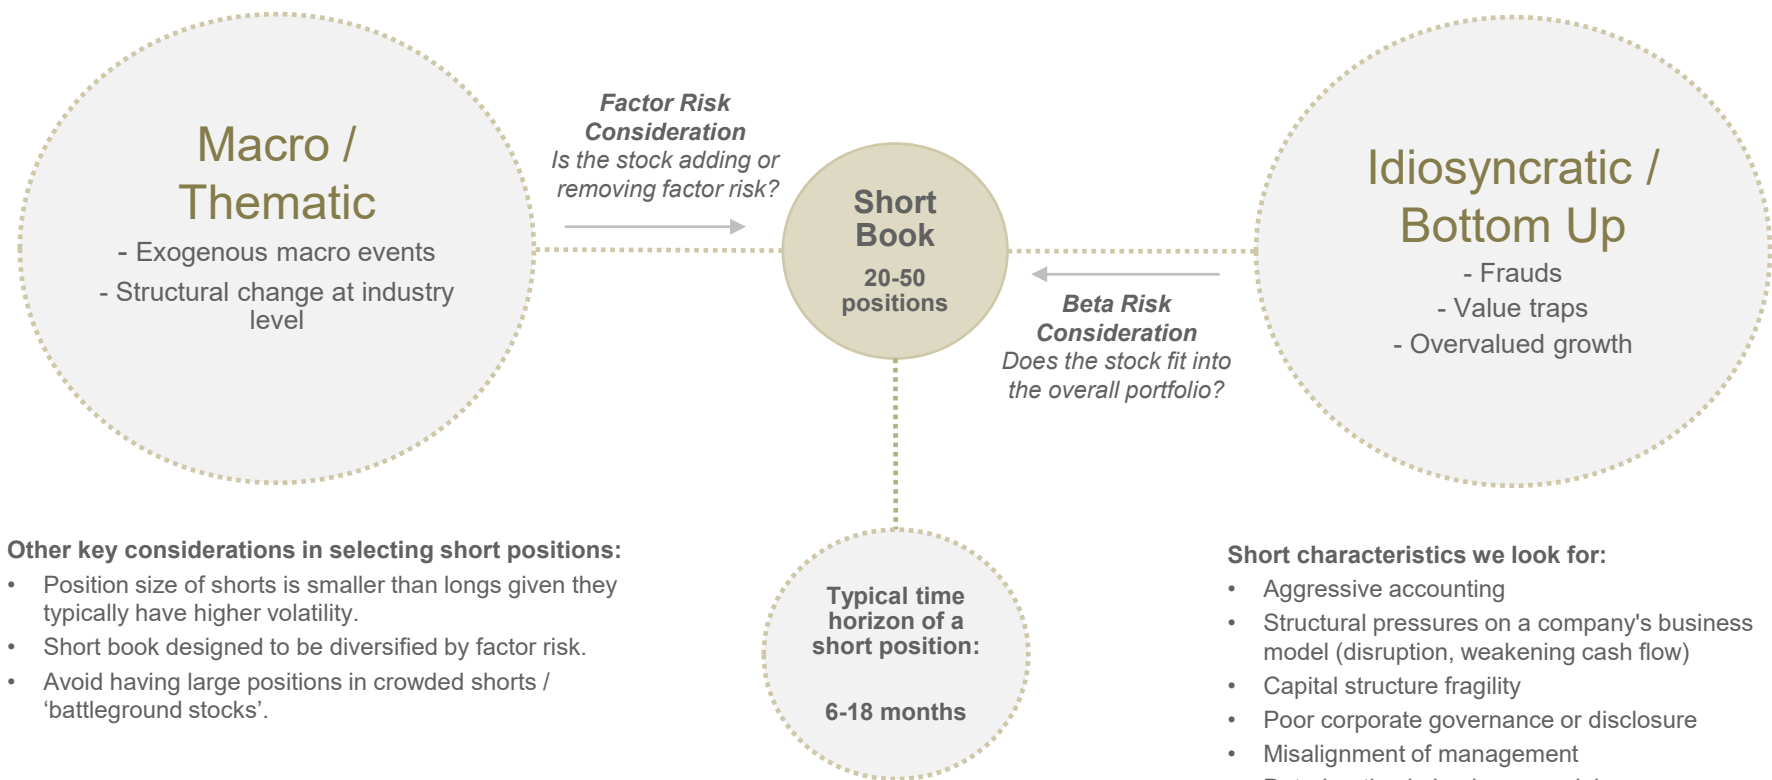 Macro /
Thematic
- Exogenous macro events
- Structural change at industry
level
Factor Risk
Consideration
Is the stock adding or
removing factor risk?
Short
Book
20-50
positions
Beta Risk
Consideration
Does the stock fit into
the overall portfolio?
Idiosyncratic /
Bottom Up
- Frauds
- Value traps
- Overvalued growth
Other key considerations in selecting short positions:
• Position size of shorts is smaller than longs given they
typically have higher volatility.
• Short book designed to be diversified by factor risk.
• Avoid having large positions in crowded shorts /
‘battleground stocks’.
Typical time
horizon of a
short position:
6-18 months
Short characteristics we look for:
• Aggressive accounting
• Structural pressures on a company's business
model (disruption, weakening cash flow)
• Capital structure fragility
• Poor corporate governance or disclosure
• Misalignment of management